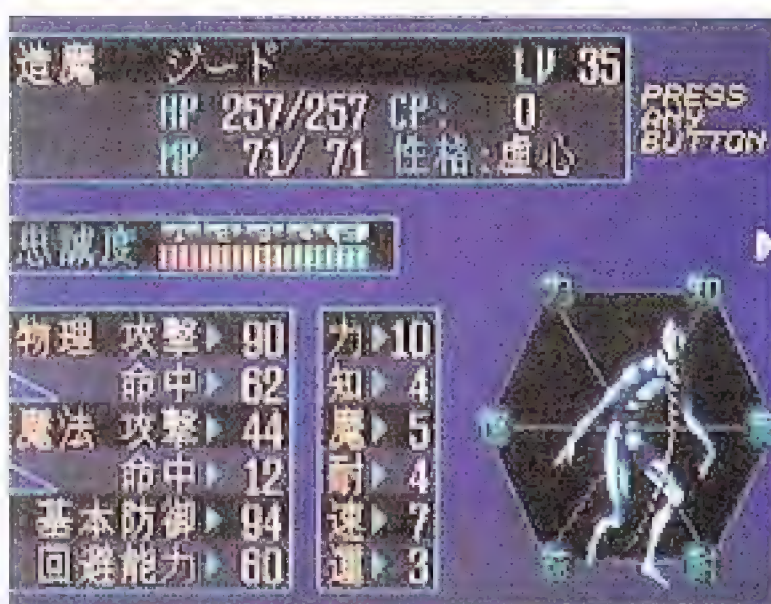 造魔 ジード LV 35
HP 257/257 CP: 0
MP 71/ 71 性格:虚心
PRESS
ANY
BUTTON
忠誠度
物理 攻撃 90
命中 62
魔法 攻撃 44
命中 12
基本防御 94
回避能力 60
力 10
知 4
魔 5
耐 4
速 7
運 3